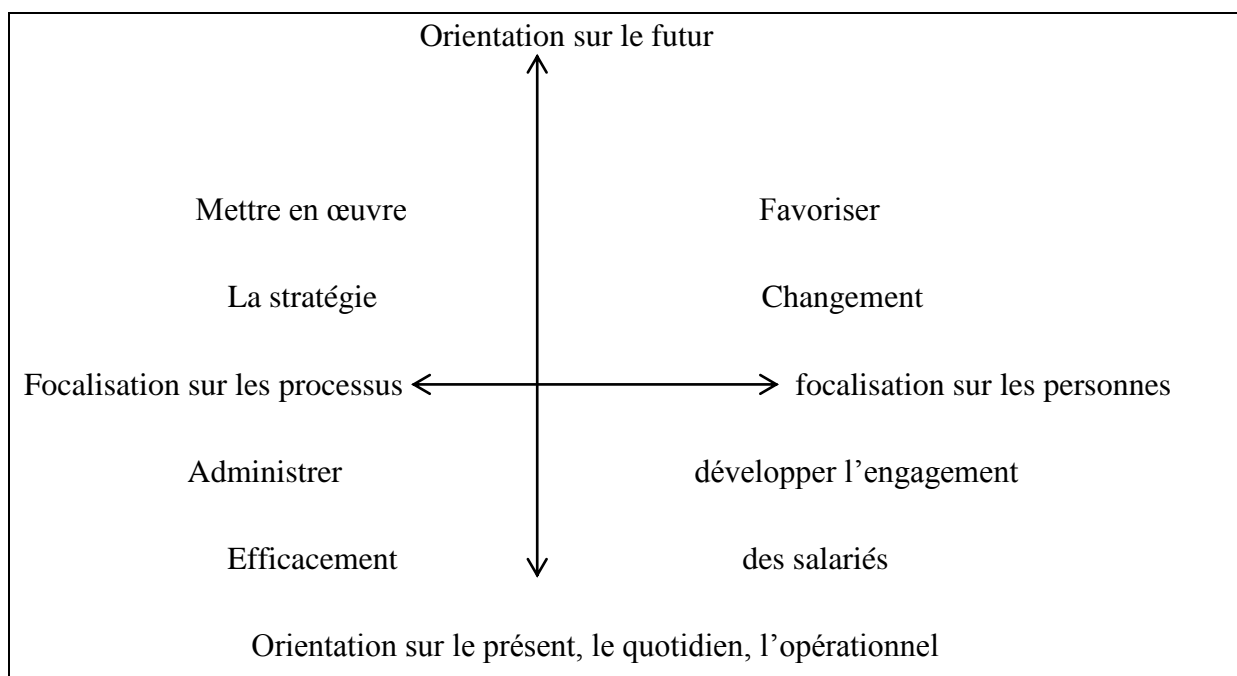 Orientation sur le futur
Mettre en œuvre Favoriser
La stratégie Changement
Focalisation sur les processus focalisation sur les personnes
Administrer développer l’engagement
Efficacement des salariés
Orientation sur le présent, le quotidien, l’opérationnel